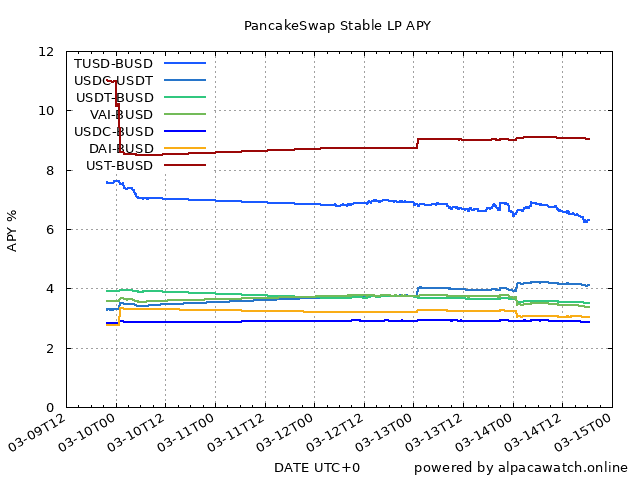 PancakeSwap Stable LP APY
12
10
8
6
4
2
0
APY %
TUSD-BUSD
USDC-USDT
USDT-BUSD
VAI-BUSD
USDC-BUSD
DAI-BUSD
UST-BUSD
03-09T12
03-10T00
03-10T12
03-11T00
03-11T12
03-12T00
03-12T12
03-13T00
03-13T12
03-14T00
03-14T12
03-15T00
DATE UTC+0
powered by alpacawatch.online